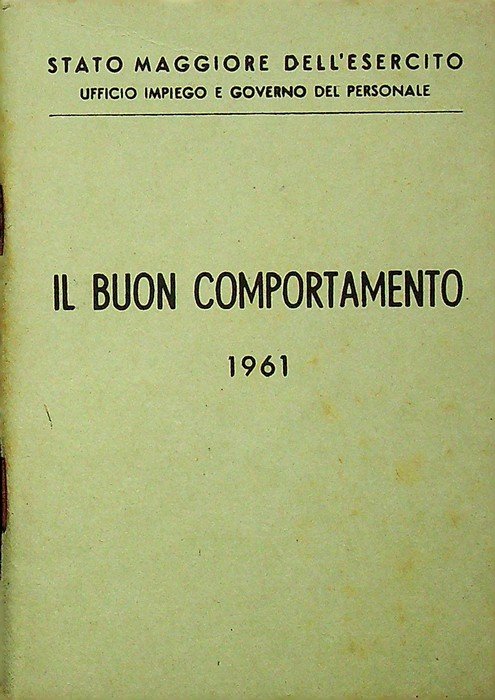 STATO MAGGIORE DELL'ESERCITO
UFFICIO IMPIEGO E GOVERNO DEL PERSONALE
IL BUON COMPORTAMENTO
1961